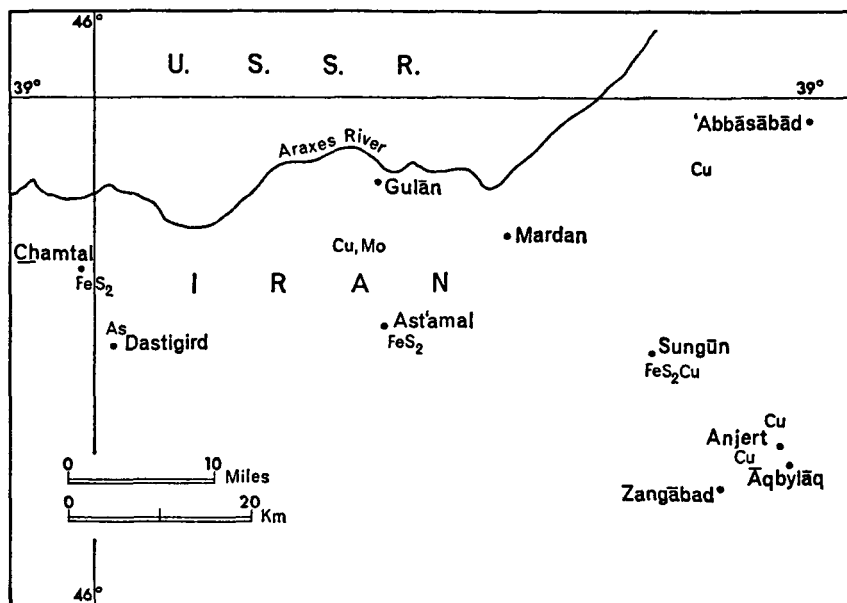 46°
U. S. S. R.
39° 39°
'Abbāsābād
Araxes River
Cu
Gulān
Mardan
Cu, Mo
Chamtal
FeS₂
I R A N
As
Dastigird
Ast'amal
FeS₂
Sungūn
FeS₂Cu
Cu
Anjert
Cu
Āqbylāq
Zangābad
0 10
Miles
0 20
Km
46°